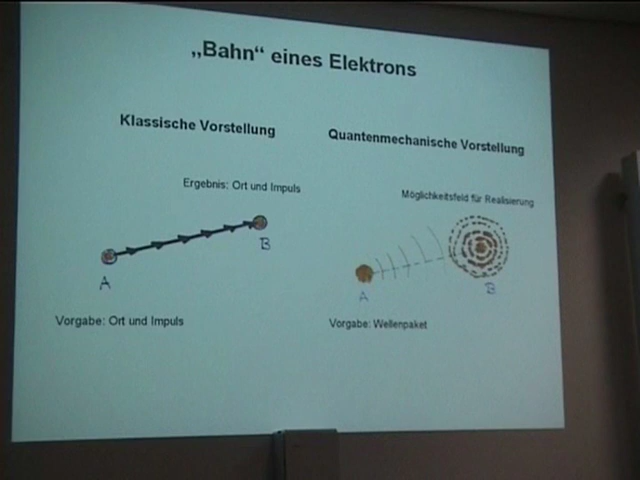 „Bahn“ eines Elektrons
Klassische Vorstellung
Ergebnis: Ort und Impuls
B
A
Vorgabe: Ort und Impuls
Quantenmechanische Vorstellung
Möglichkeitsfeld für Realisierung
A
B
Vorgabe: Wellenpaket